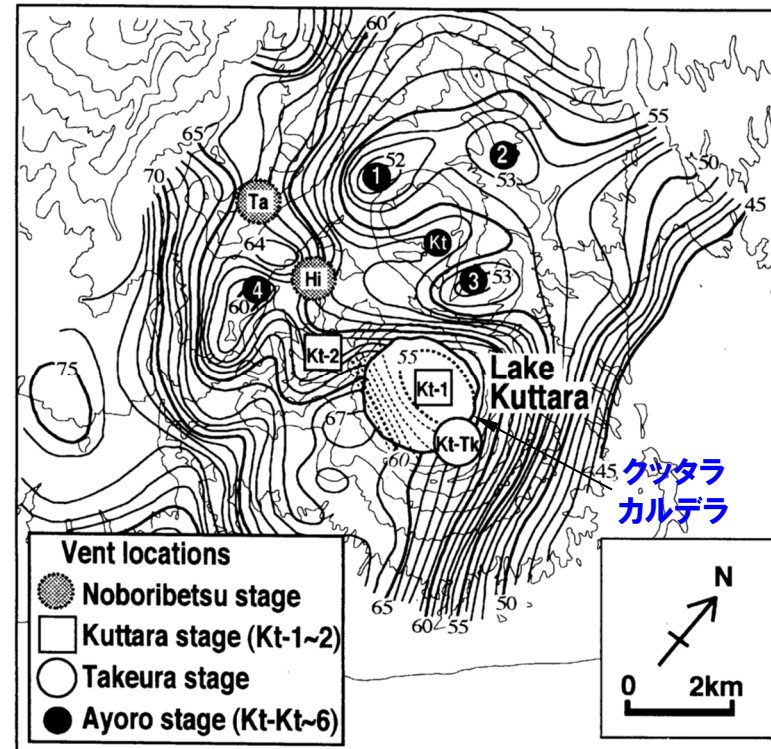 60
55
65
52
2
50
70
1
53
45
Ta
64
Kt
Hi
3
53
4
60
Kt-2
55
Lake
Kuttara
Kt-1
75
67
Kt-Tk
60
クッタラ
カルデラ
45
Vent locations
Noboribetsu stage
Kuttara stage (Kt-1~2)
Takeura stage
Ayoro stage (Kt-Kt~6)
65
60
55
50
N
0 2km